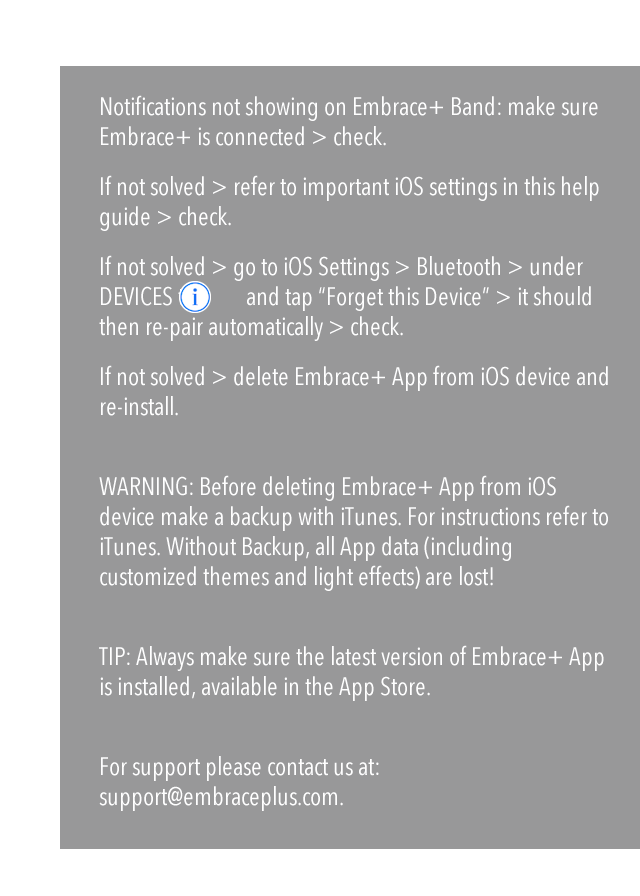 Notifications not showing on Embrace+ Band: make sure
Embrace+ is connected > check.
If not solved > refer to important iOS settings in this help
guide > check.
If not solved > go to iOS Settings > Bluetooth > under
DEVICES i and tap “Forget this Device” > it should
then re-pair automatically > check.
If not solved > delete Embrace+ App from iOS device and
re-install.
WARNING: Before deleting Embrace+ App from iOS
device make a backup with iTunes. For instructions refer to
iTunes. Without Backup, all App data (including
customized themes and light effects) are lost!
TIP: Always make sure the latest version of Embrace+ App
is installed, available in the App Store.
For support please contact us at:
support@embraceplus.com.